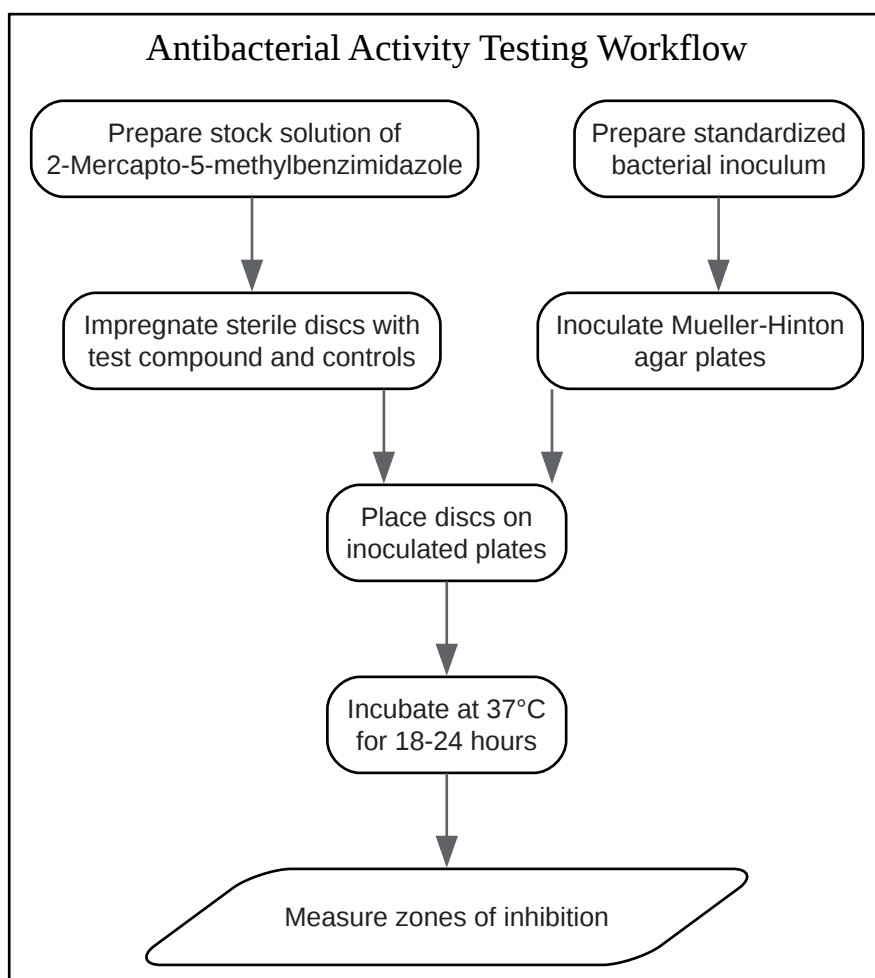 Antibacterial Activity Testing Workflow
Prepare stock solution of
2-Mercapto-5-methylbenzimidazole
Prepare standardized
bacterial inoculum
Impregnate sterile discs with
test compound and controls
Inoculate Mueller-Hinton
agar plates
Place discs on
inoculated plates
Incubate at 37°C
for 18-24 hours
Measure zones of inhibition